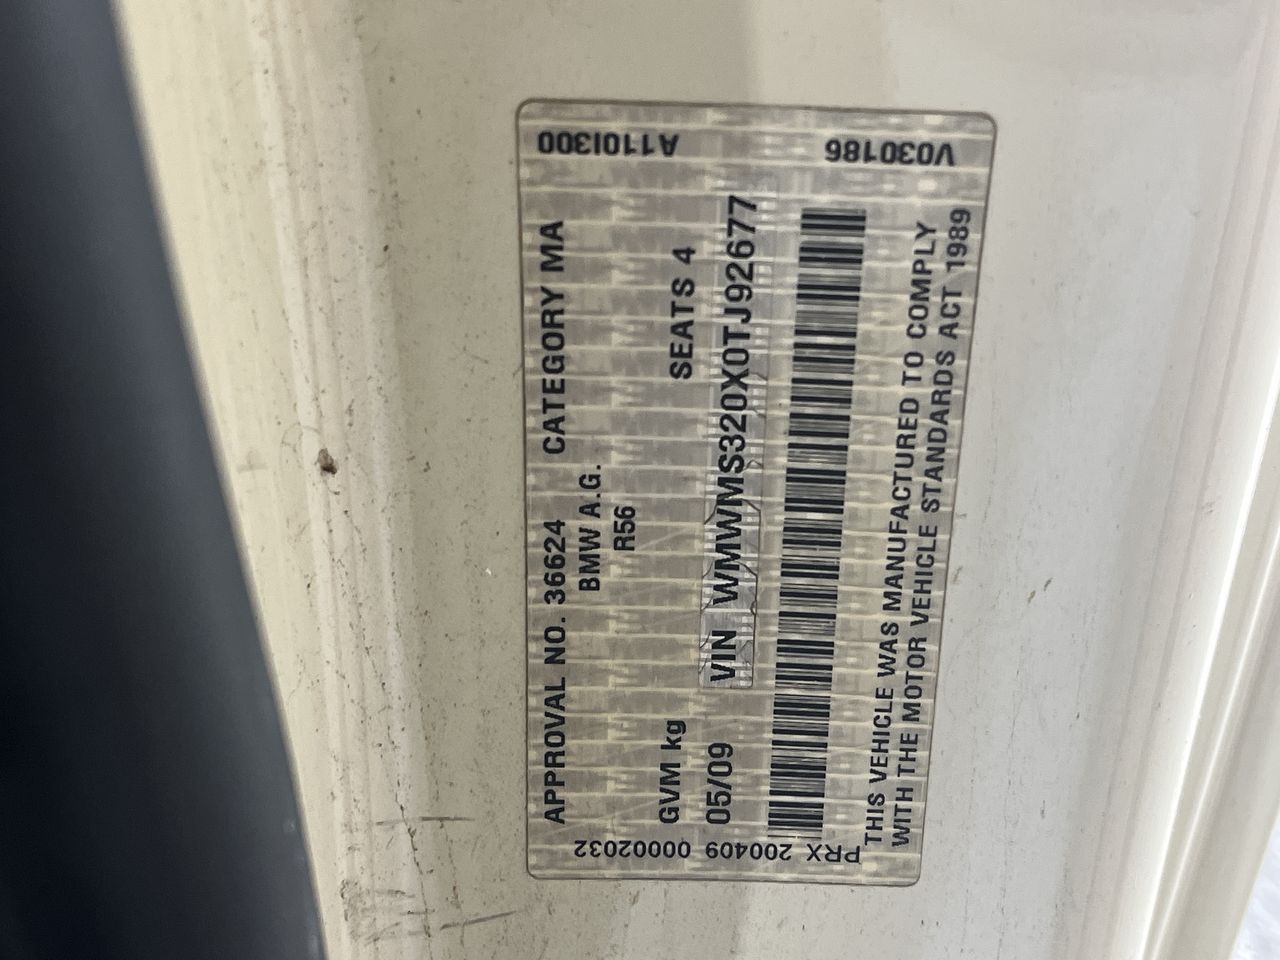 APPROVAL NO. 36624 CATEGORY MA
BMW A.G.
R56
GVM kg SEATS 4
05/09 VIN WMWMS320X0TJ92677
THIS VEHICLE WAS MANUFACTURED TO COMPLY
WITH THE MOTOR VEHICLE STANDARDS ACT 1989
PRX 200409 00002032
V030186 A110I300